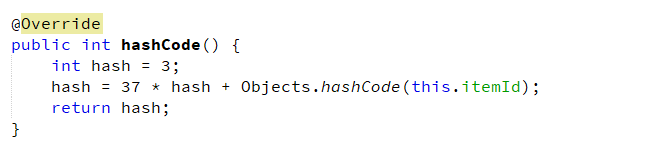 @Override
public int hashCode() {
    int hash = 3;
    hash = 37 * hash + Objects.hashCode(this.itemId);
    return hash;
}